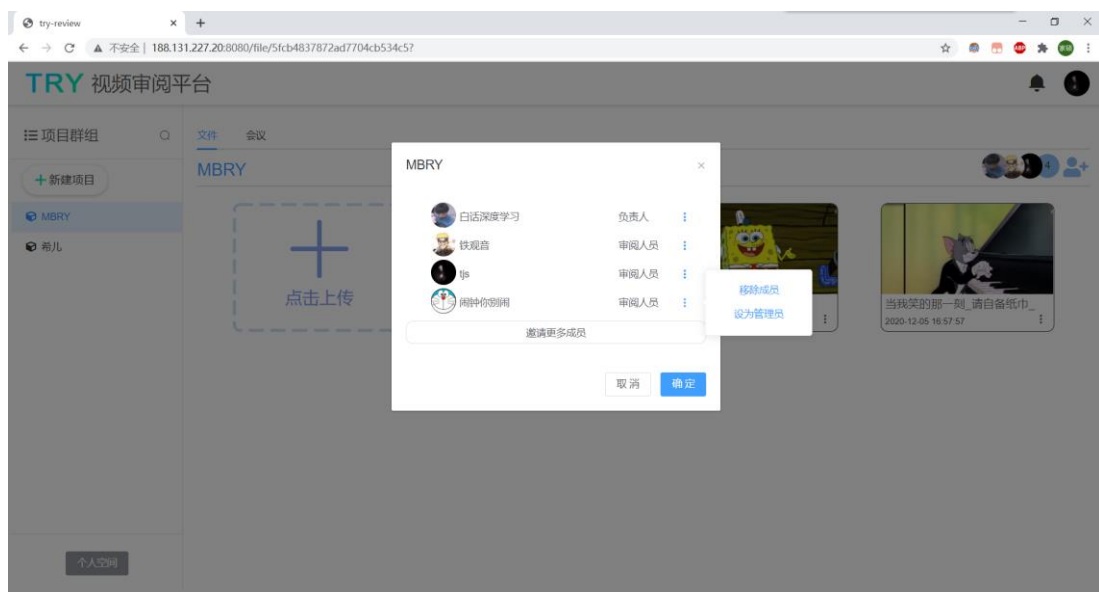 try-review
不安全 | 188.131.227.20:8080/file/5fcb4837872ad7704cb534c5?
TRY 视频审阅平台
项目群组
文件 会议
新建项目
MBRY
4
MBRY
希儿
点击上传
MBRY
白话深度学习 负责人
铁观音 审阅人员
tjs 审阅人员
闹钟你别闹 审阅人员
邀请更多成员
取消 确定
移除成员
设为管理员
当我笑的那一刻_请自备纸巾_
2020-12-05 16:57:57
个人空间